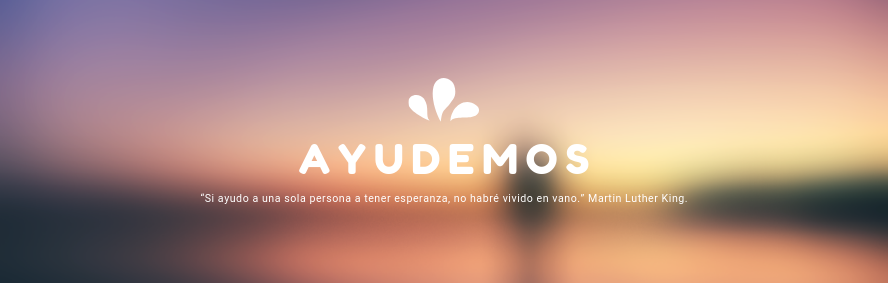 AYUDEMOS
“Si ayudo a una sola persona a tener esperanza, no habré vivido en vano.” Martin Luther King.